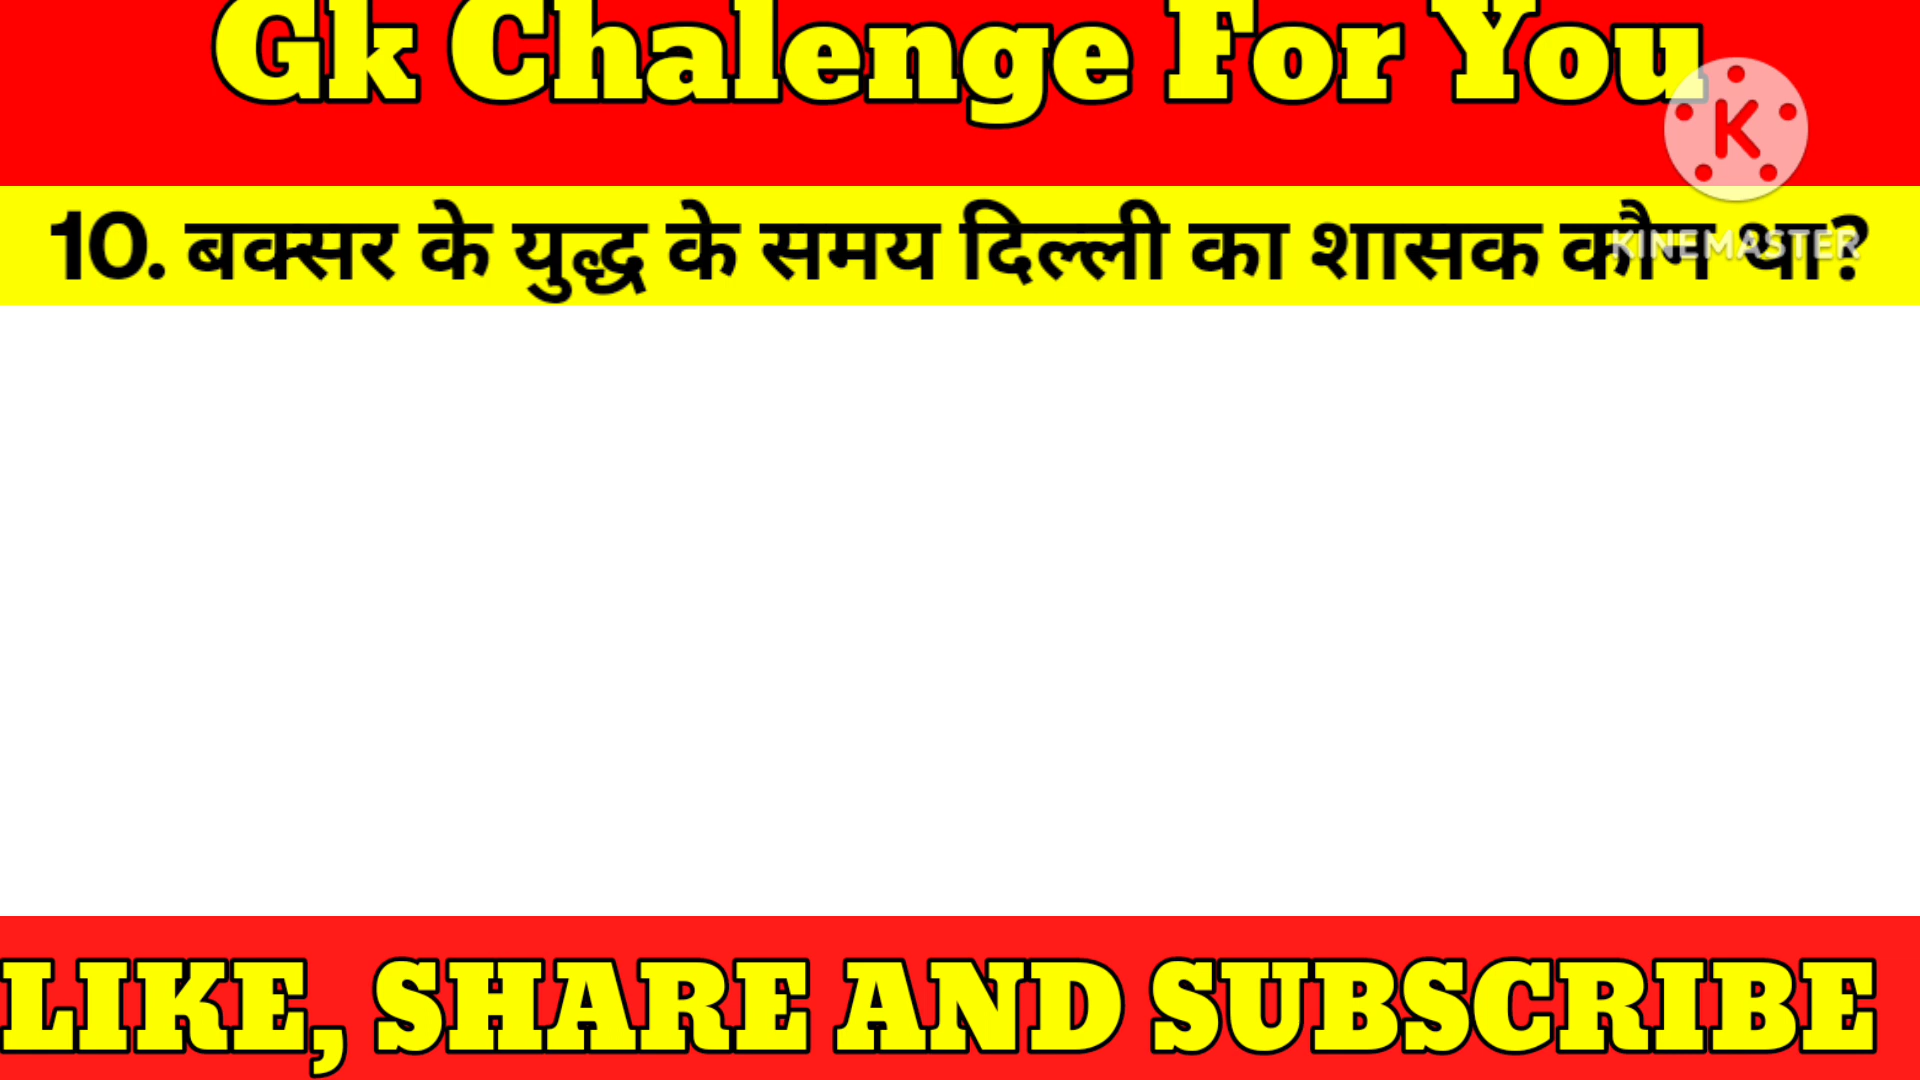 Gk Chalenge For You
K
10. बक्सर के युद्ध के समय दिल्ली का शासक कौन था?
KINEMASTER
LIKE, SHARE AND SUBSCRIBE